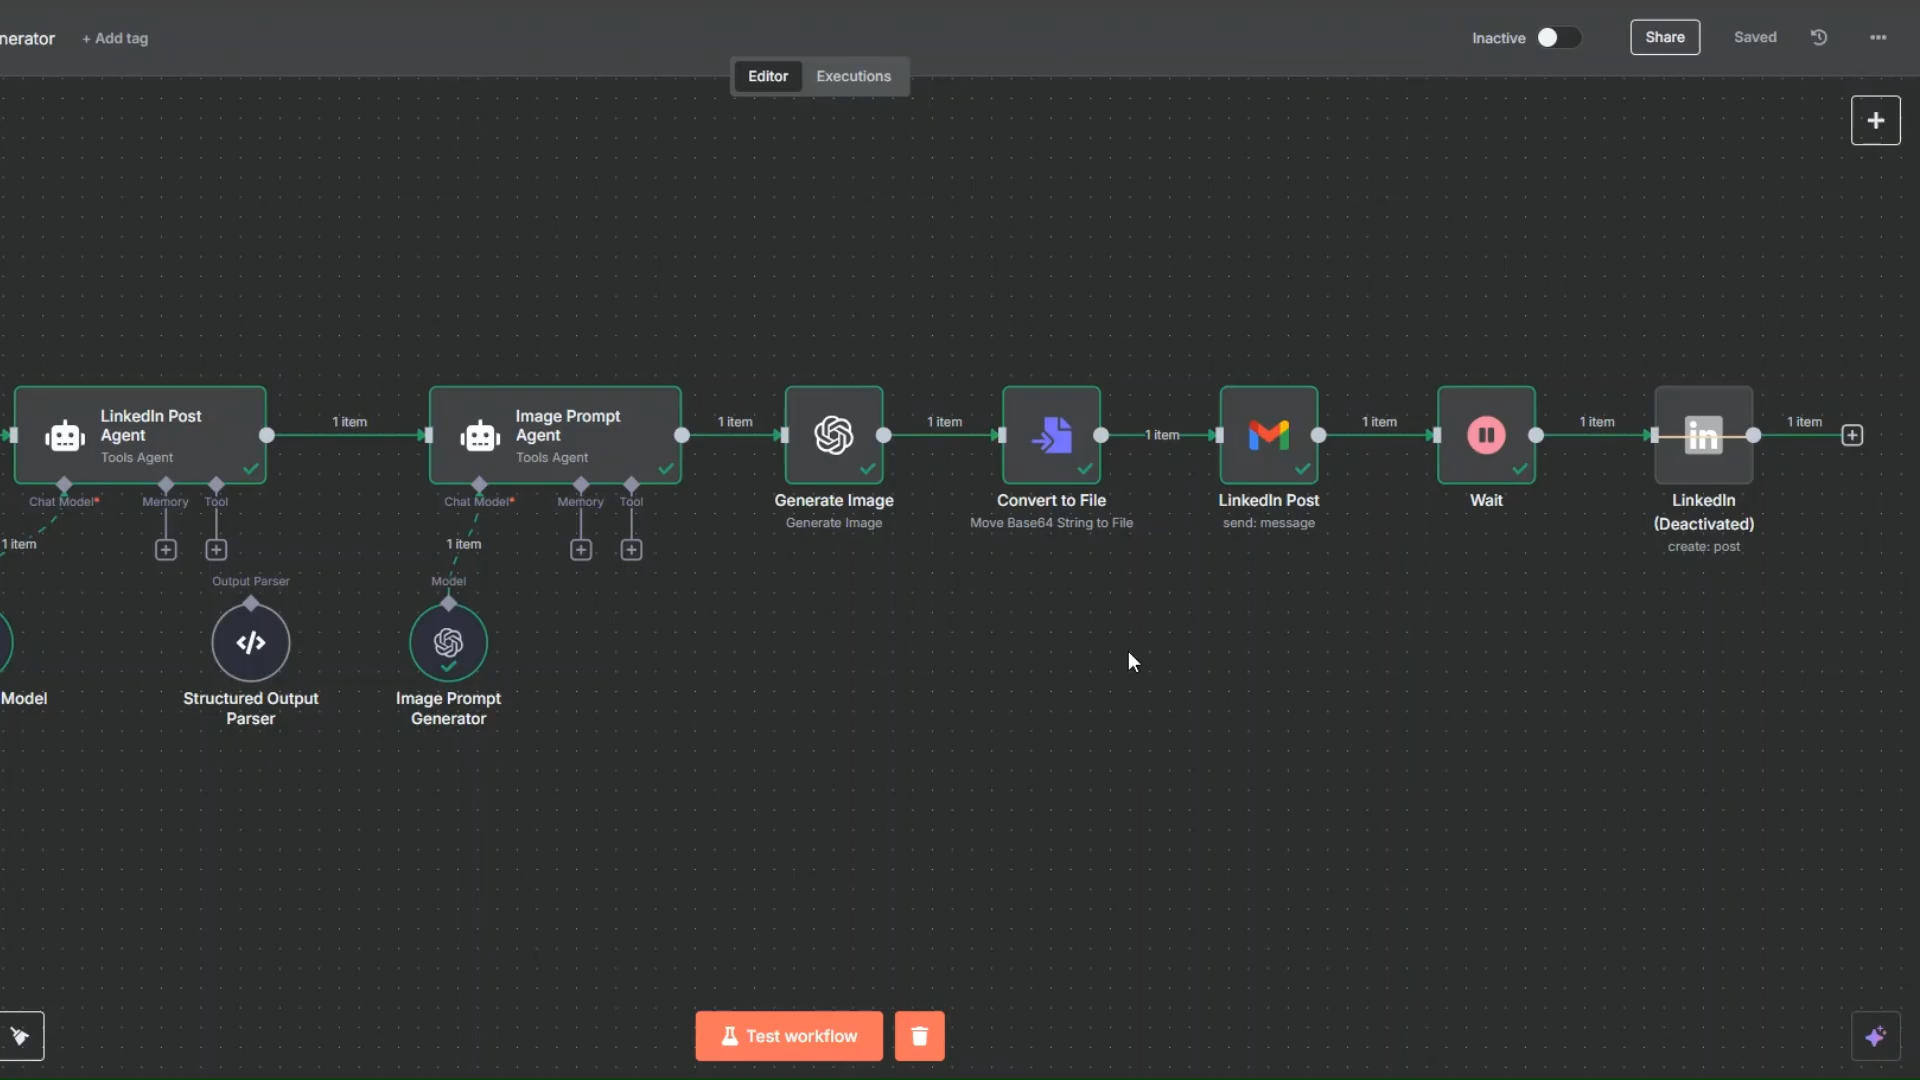 nerator
+ Add tag
Inactive
Share
Saved
Editor
Executions
LinkedIn Post
Agent
Tools Agent
1 item
Image Prompt
Agent
Tools Agent
1 item
1 item
1 item
1 item
1 item
1 item
Chat Model*
Memory
Tool
Chat Model*
Memory
Tool
Generate Image
Generate Image
Convert to File
Move Base64 String to File
LinkedIn Post
send: message
Wait
in
LinkedIn
(Deactivated)
create: post
1 item
1 item
Output Parser
Model
</>
Model
Structured Output
Parser
Image Prompt
Generator
Test workflow